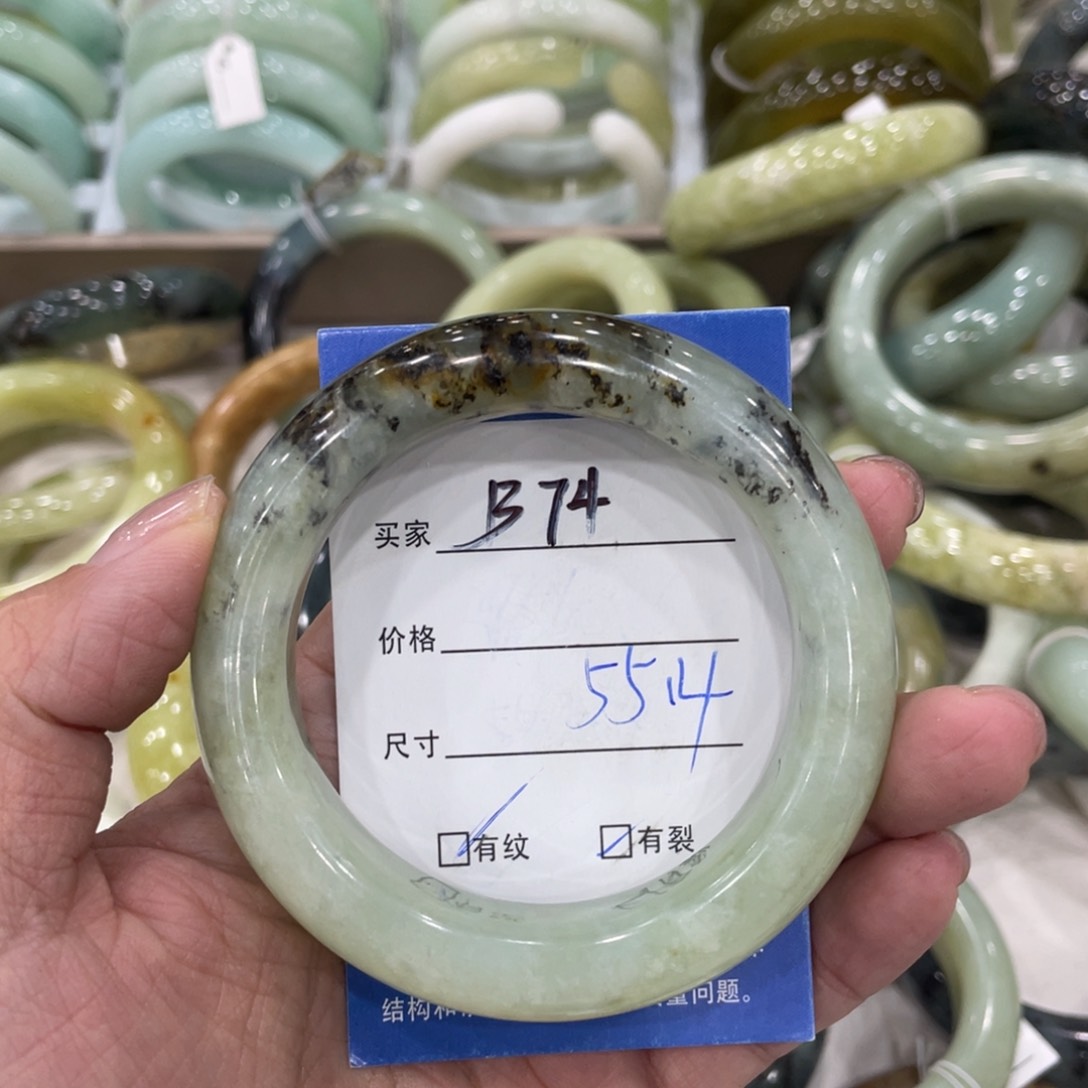 买家 B74
价格
尺寸 5514
有纹 有裂
结构和
量问题。